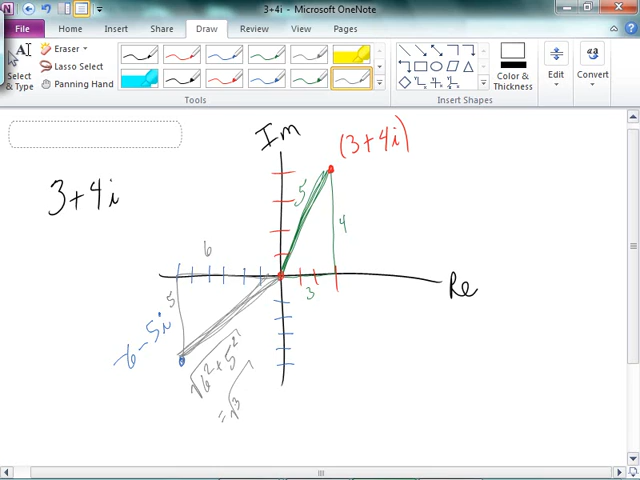 3+4i - Microsoft OneNote
File
Home
Insert
Share
Draw
Review
View
Select & Type
Eraser
Lasso Select
Panning Hand
Tools
Insert Shapes
Color & Thickness
Edit
Convert
Im
(3+4i)
3+4i
5
4
6
3
Re
5
-6-5i
√6²+5²
=√3